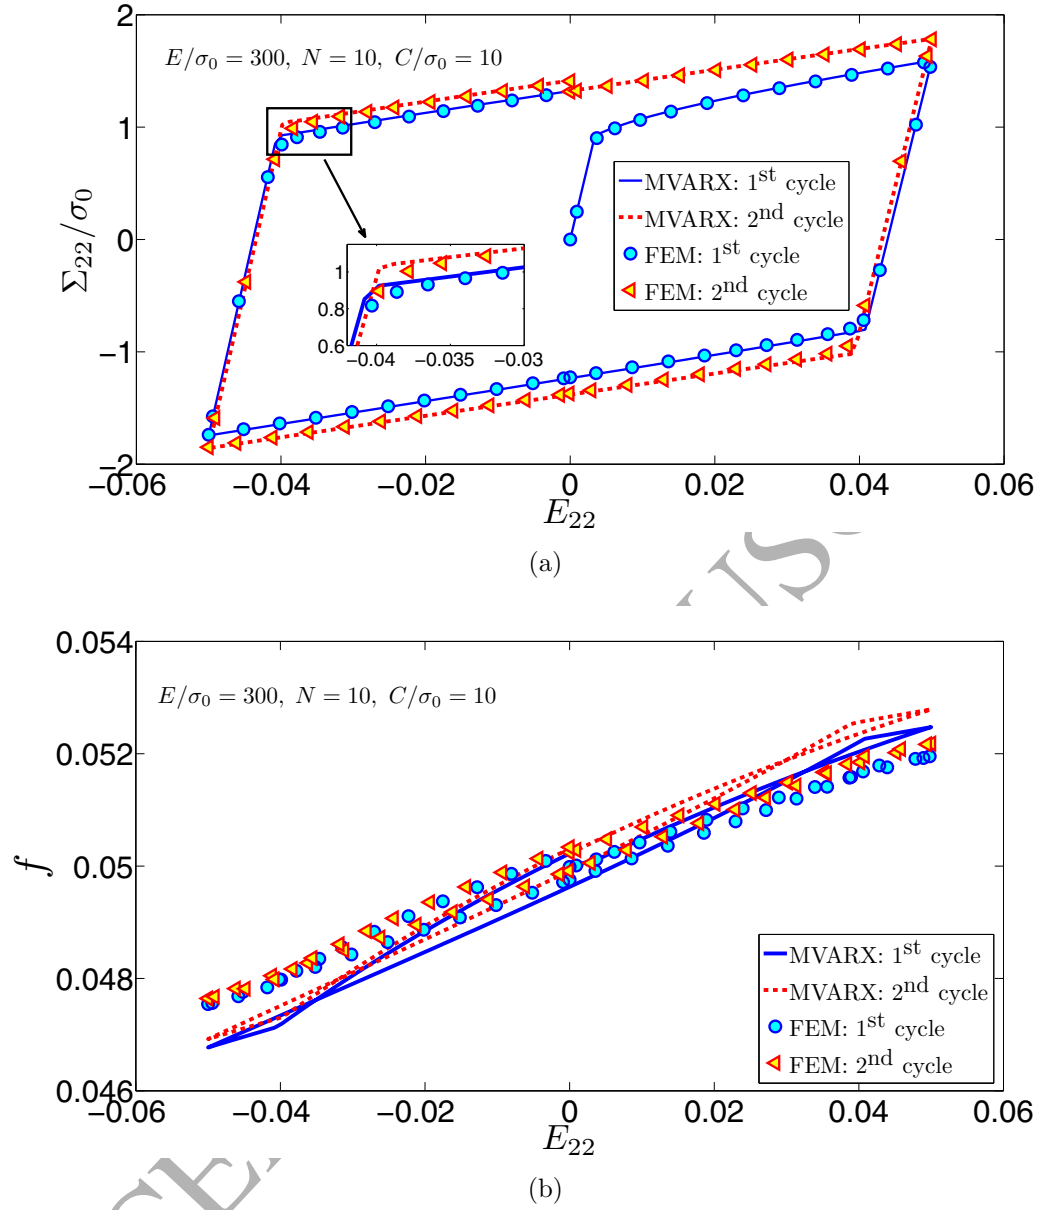 2
1
0
−1
−2
Σ22/σ0
E/σ0 = 300, N = 10, C/σ0 = 10
MVARX: 1st cycle
MVARX: 2nd cycle
FEM: 1st cycle
FEM: 2nd cycle
1
0.8
0.6
−0.04 −0.035 −0.03
−0.06 −0.04 −0.02 0 0.02 0.04 0.06
E22
(a)
0.054
0.052
0.05
0.048
0.046
f
E/σ0 = 300, N = 10, C/σ0 = 10
MVARX: 1st cycle
MVARX: 2nd cycle
FEM: 1st cycle
FEM: 2nd cycle
−0.06 −0.04 −0.02 0 0.02 0.04 0.06
E22
(b)